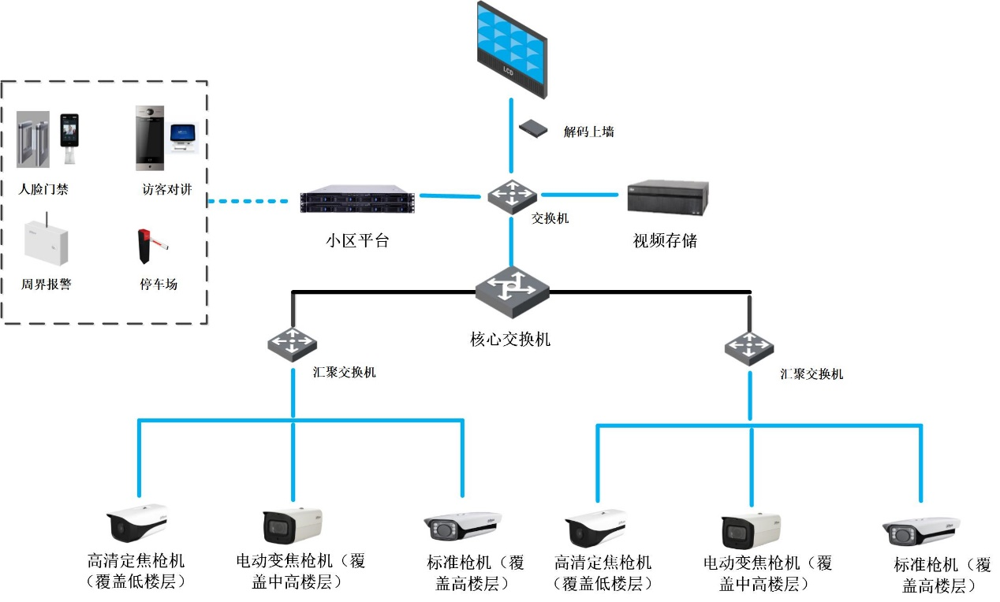 LCD
解码上墙
人脸门禁
访客对讲
周界报警
停车场
小区平台
交换机
视频存储
核心交换机
汇聚交换机
汇聚交换机
高清定焦枪机
（覆盖低楼层）
电动变焦枪机（覆
盖中高楼层）
标准枪机（覆
盖高楼层）
高清定焦枪机
（覆盖低楼层）
电动变焦枪机（覆
盖中高楼层）
标准枪机（覆
盖高楼层）